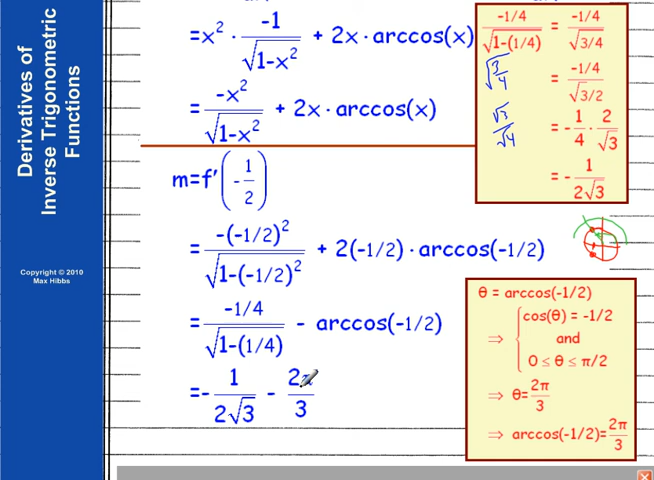 Derivatives of
Inverse Trigonometric
Functions
Copyright © 2010
Max Hibbs
=x² · -1/√(1-x²) + 2x · arccos(x)
= -x²/√(1-x²) + 2x · arccos(x)
m=f'(-1/2)
= -(-1/2)²/√(1-(-1/2)²) + 2(-1/2) · arccos(-1/2)
= -1/4/√(1-(1/4)) - arccos(-1/2)
=- 1/(2√3) - 2π/3
-1/4/√(1-(1/4)) = -1/4/√(3/4)
√(3/4) = -1/4/(√3/2)
√3/√4 = - 1/4 · 2/√3
= - 1/(2√3)
θ = arccos(-1/2)
⇒ { cos(θ) = -1/2
and
0 ≤ θ ≤ π/2
⇒ θ= 2π/3
⇒ arccos(-1/2)= 2π/3